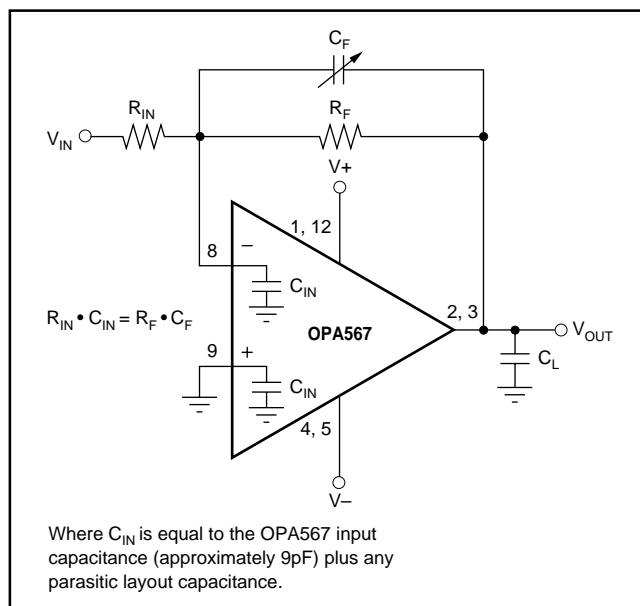 C_F
R_IN
R_F
V_IN
V+
1, 12
8
–
C_IN
R_IN • C_IN = R_F • C_F
OPA567
2, 3
V_OUT
9
+
C_IN
C_L
4, 5
V–
Where C_IN is equal to the OPA567 input
capacitance (approximately 9pF) plus any
parasitic layout capacitance.